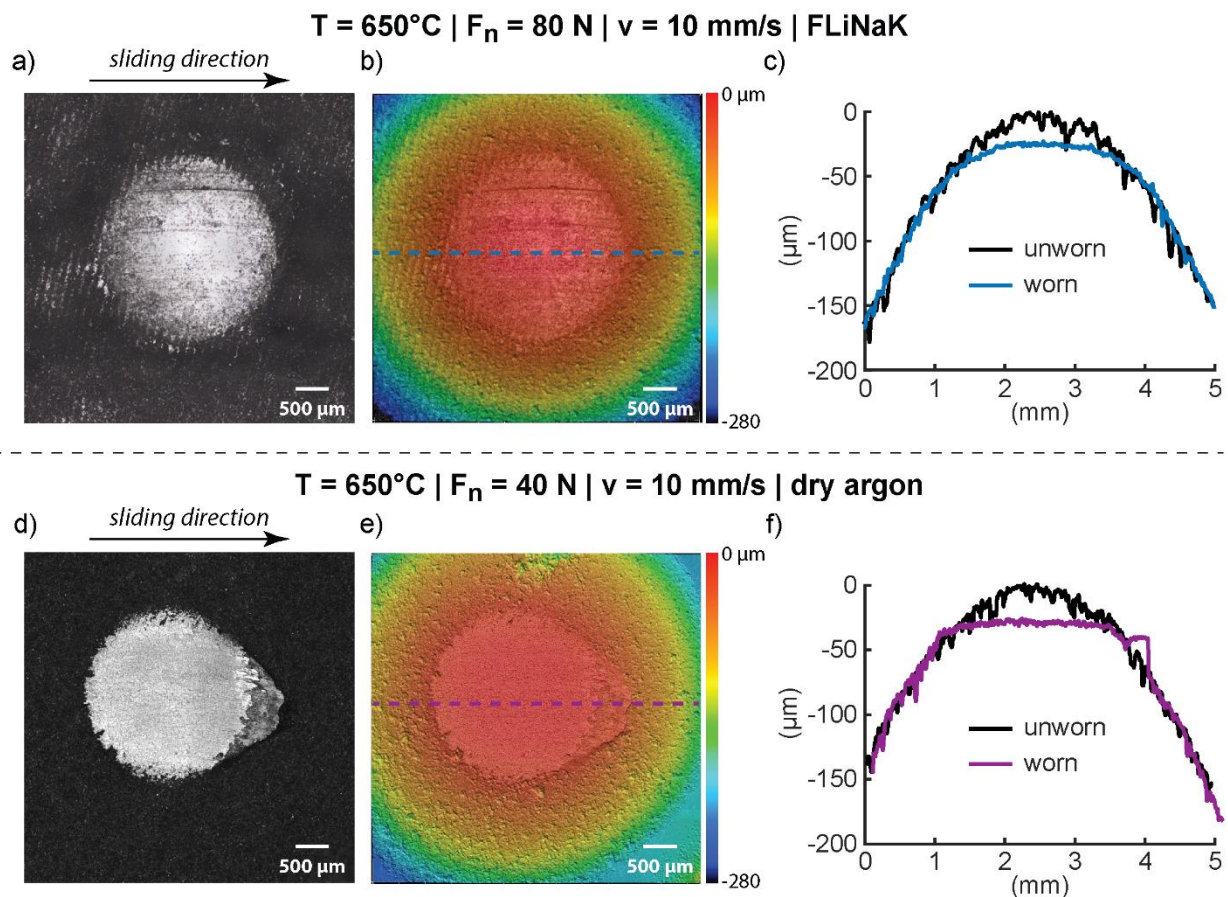 T = 650°C | Fn = 80 N | v = 10 mm/s | FLiNaK
a)
sliding direction
500 µm
b)
0 µm
-280
500 µm
c)
0
-50
-100
-150
-200
(µm)
unworn
worn
0 1 2 3 4 5
(mm)
T = 650°C | Fn = 40 N | v = 10 mm/s | dry argon
d)
sliding direction
500 µm
e)
0 µm
-280
500 µm
f)
0
-50
-100
-150
-200
(µm)
unworn
worn
0 1 2 3 4 5
(mm)